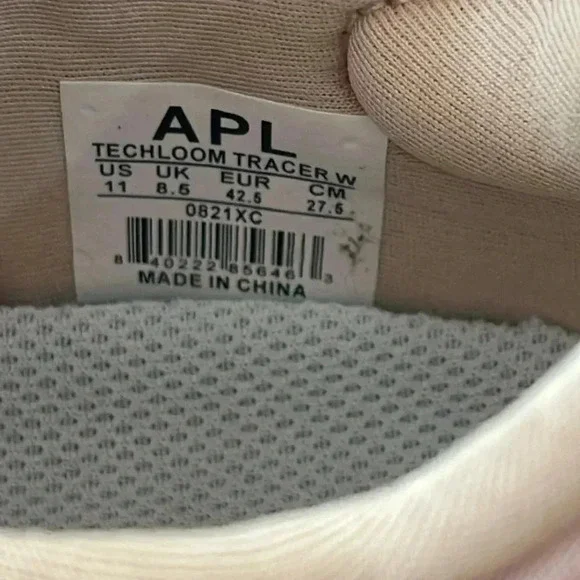 APL
TECHLOOM TRACER W
US UK EUR CM
11 8.5 42.5 27.5
0821XC
8 40222 85646 3
MADE IN CHINA